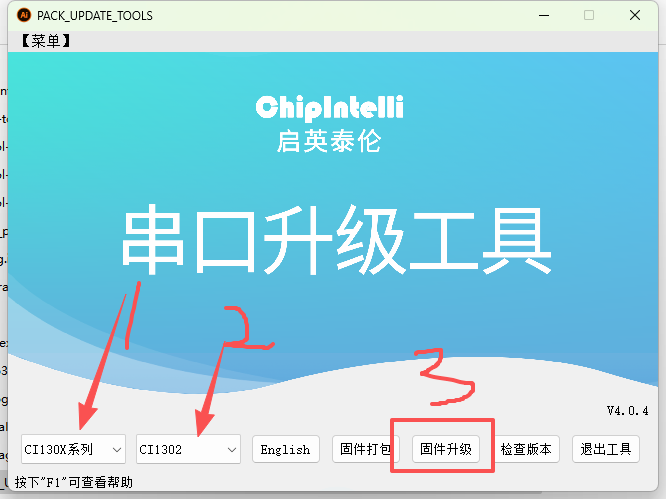 PACK_UPDATE_TOOLS
【菜单】
ChipIntelli
启英泰伦
串口升级工具
1
2
3
V4.0.4
CI130X系列 CI1302 English 固件打包 固件升级 检查版本 退出工具
按下"F1"可查看帮助